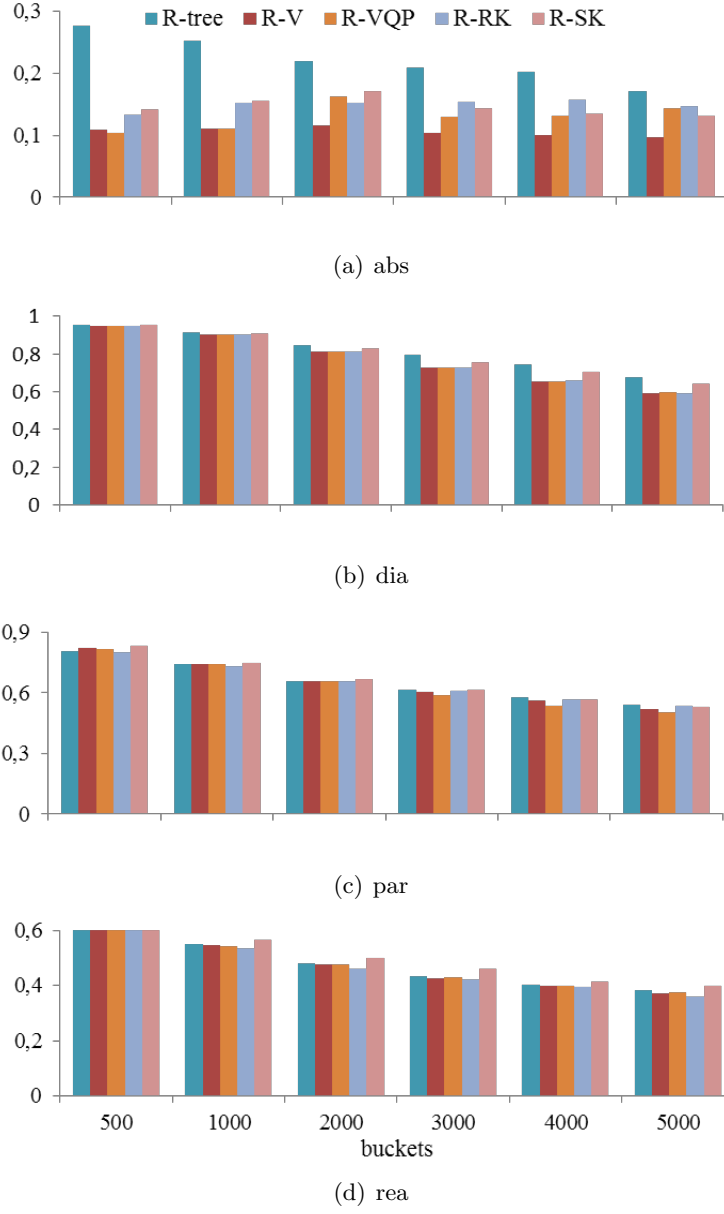 0,3
R-tree R-V R-VQP R-RK R-SK
0,2
0,1
0
(a) abs
1
0,8
0,6
0,4
0,2
0
(b) dia
0,9
0,6
0,3
0
(c) par
0,6
0,4
0,2
0
500 1000 2000 3000 4000 5000
buckets
(d) rea